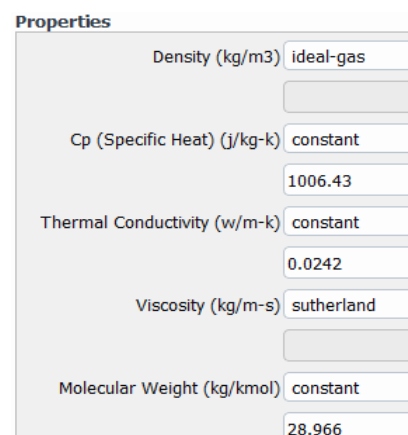 Properties
Density (kg/m3) ideal-gas
Cp (Specific Heat) (j/kg-k) constant
1006.43
Thermal Conductivity (w/m-k) constant
0.0242
Viscosity (kg/m-s) sutherland
Molecular Weight (kg/kmol) constant
28.966